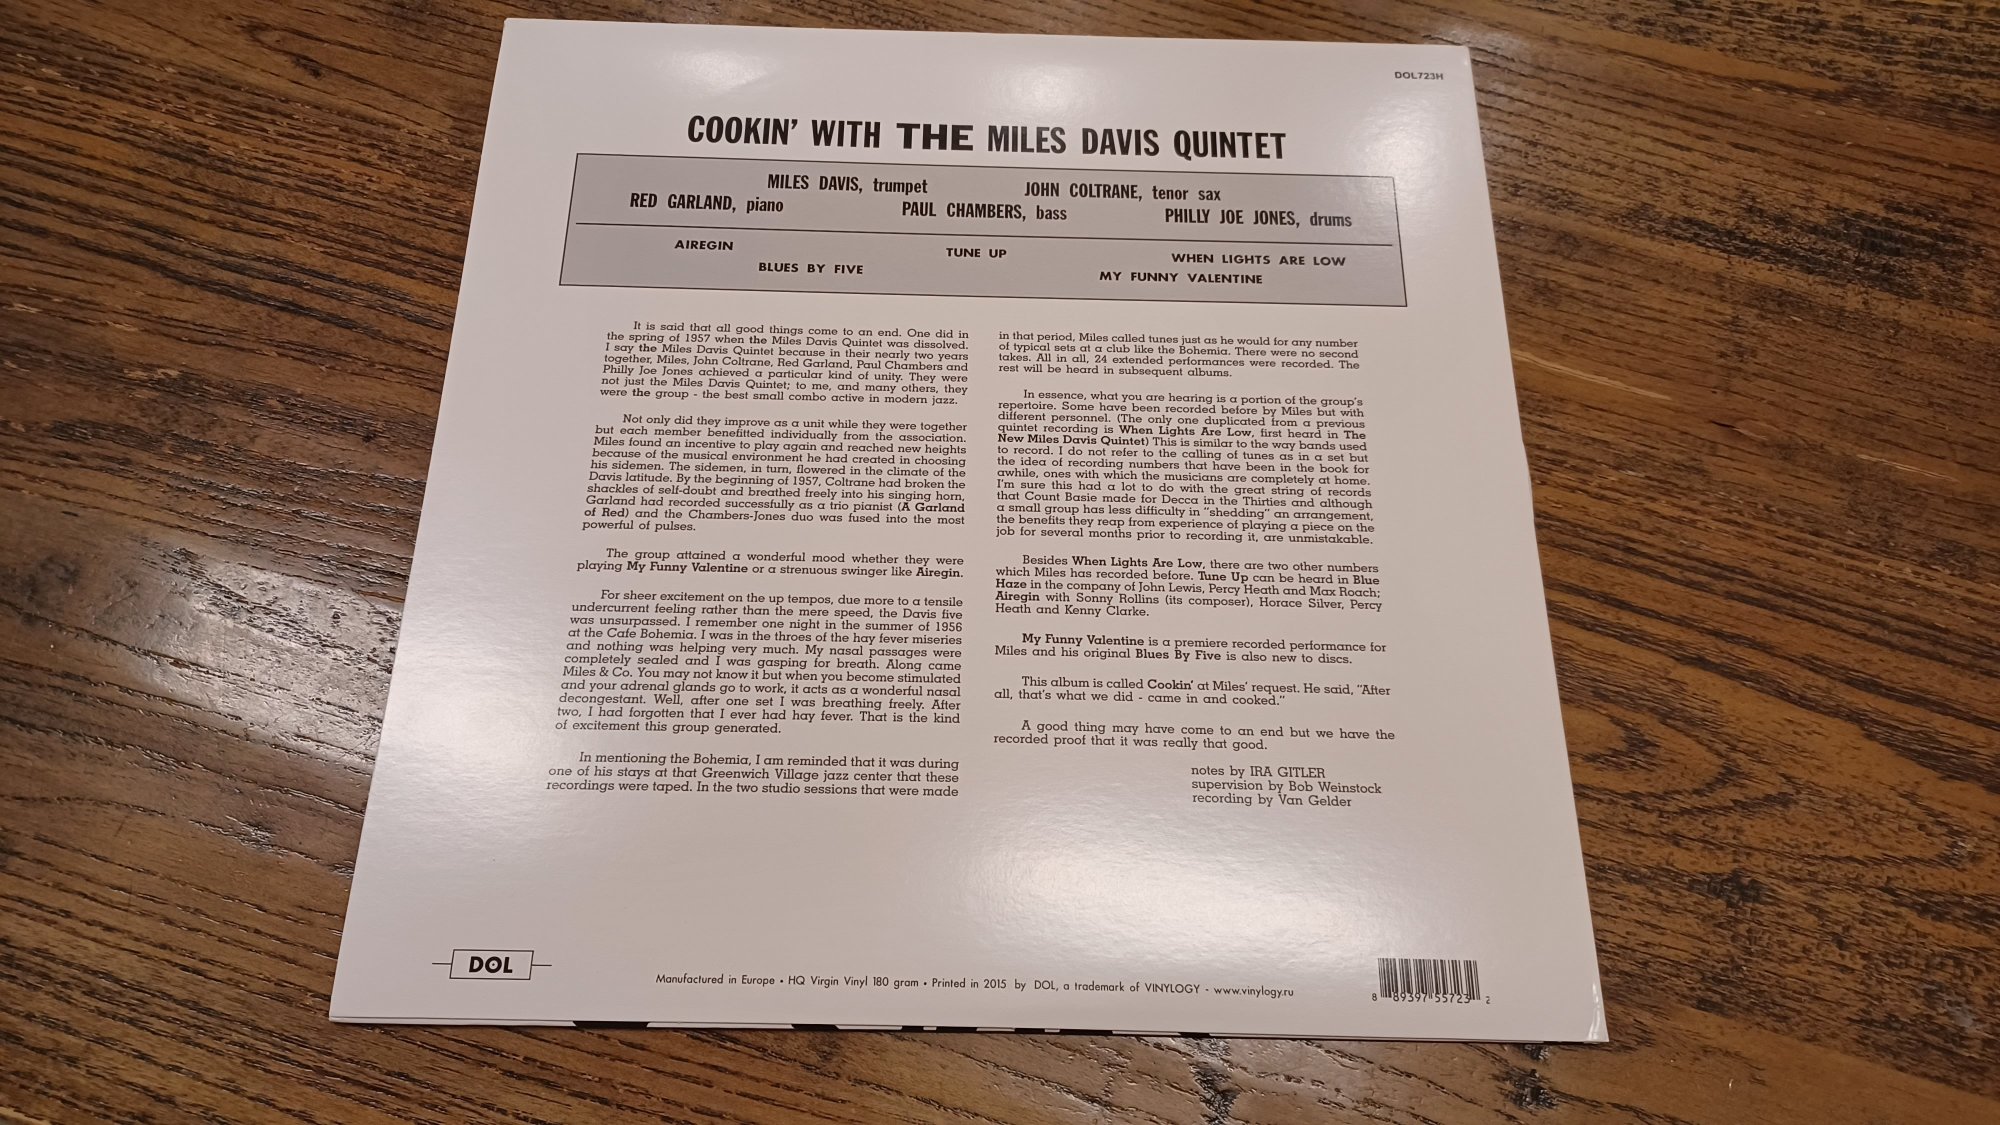 DOL723H
COOKIN' WITH THE MILES DAVIS QUINTET
MILES DAVIS, trumpet JOHN COLTRANE, tenor sax
RED GARLAND, piano PAUL CHAMBERS, bass PHILLY JOE JONES, drums
AIREGIN TUNE UP WHEN LIGHTS ARE LOW
BLUES BY FIVE MY FUNNY VALENTINE
It is said that all good things come to an end. One did in
the spring of 1957 when the Miles Davis Quintet was dissolved.
I say the Miles Davis Quintet because in their nearly two years
together, Miles, John Coltrane, Red Garland, Paul Chambers and
Philly Joe Jones achieved a particular kind of unity. They were
not just the Miles Davis Quintet; to me, and many others, they
were the group - the best small combo active in modern jazz.
Not only did they improve as a unit while they were together
but each member benefitted individually from the association.
Miles found an incentive to play again and reached new heights
because of the musical environment he had created in choosing
his sidemen. The sidemen, in turn, flowered in the climate of the
Davis latitude. By the beginning of 1957, Coltrane had broken the
shackles of self-doubt and breathed freely into his singing horn,
Garland had recorded successfully as a trio pianist (A Garland
of Red) and the Chambers-Jones duo was fused into the most
powerful of pulses.
The group attained a wonderful mood whether they were
playing My Funny Valentine or a strenuous swinger like Airegin.
For sheer excitement on the up tempos, due more to a tensile
undercurrent feeling rather than the mere speed, the Davis five
was unsurpassed. I remember one night in the summer of 1956
at the Cafe Bohemia. I was in the throes of the hay fever miseries
and nothing was helping very much. My nasal passages were
completely sealed and I was gasping for breath. Along came
Miles & Co. You may not know it but when you become stimulated
and your adrenal glands go to work, it acts as a wonderful nasal
decongestant. Well, after one set I was breathing freely. After
two, I had forgotten that I ever had hay fever. That is the kind
of excitement this group generated.
In mentioning the Bohemia, I am reminded that it was during
one of his stays at that Greenwich Village jazz center that these
recordings were taped. In the two studio sessions that were made
in that period, Miles called tunes just as he would for any number
of typical sets at a club like the Bohemia. There were no second
takes. All in all, 24 extended performances were recorded. The
rest will be heard in subsequent albums.
In essence, what you are hearing is a portion of the group's
repertoire. Some have been recorded before by Miles but with
different personnel. (The only one duplicated from a previous
quintet recording is When Lights Are Low, first heard in The
New Miles Davis Quintet) This is similar to the way bands used
to record. I do not refer to the calling of tunes as in a set but
the idea of recording numbers that have been in the book for
awhile, ones with which the musicians are completely at home.
I'm sure this had a lot to do with the great string of records
that Count Basie made for Decca in the Thirties and although
a small group has less difficulty in "shedding" an arrangement,
the benefits they reap from experience of playing a piece on the
job for several months prior to recording it, are unmistakable.
Besides When Lights Are Low, there are two other numbers
which Miles has recorded before. Tune Up can be heard in Blue
Haze in the company of John Lewis, Percy Heath and Max Roach;
Airegin with Sonny Rollins (its composer), Horace Silver, Percy
Heath and Kenny Clarke.
My Funny Valentine is a premiere recorded performance for
Miles and his original Blues By Five is also new to discs.
This album is called Cookin' at Miles' request. He said, "After
all, that's what we did - came in and cooked."
A good thing may have come to an end but we have the
recorded proof that it was really that good.
notes by IRA GITLER
supervision by Bob Weinstock
recording by Van Gelder
DOL
Manufactured in Europe • HQ Virgin Vinyl 180 gram • Printed in 2015 by DOL, a trademark of VINYLOGY - www.vinylogy.ru
8 89397 55723 2